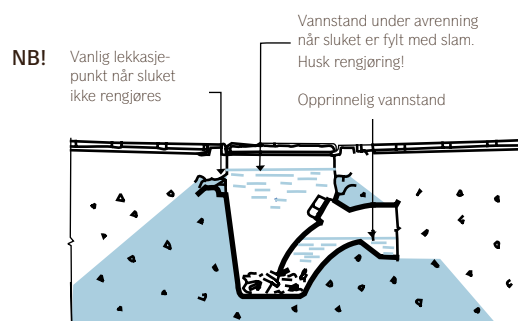 NB!
Vanlig lekkasje-
punkt når sluket
ikke rengjøres
Vannstand under avrenning
når sluket er fylt med slam.
Husk rengjøring!
Opprinnelig vannstand